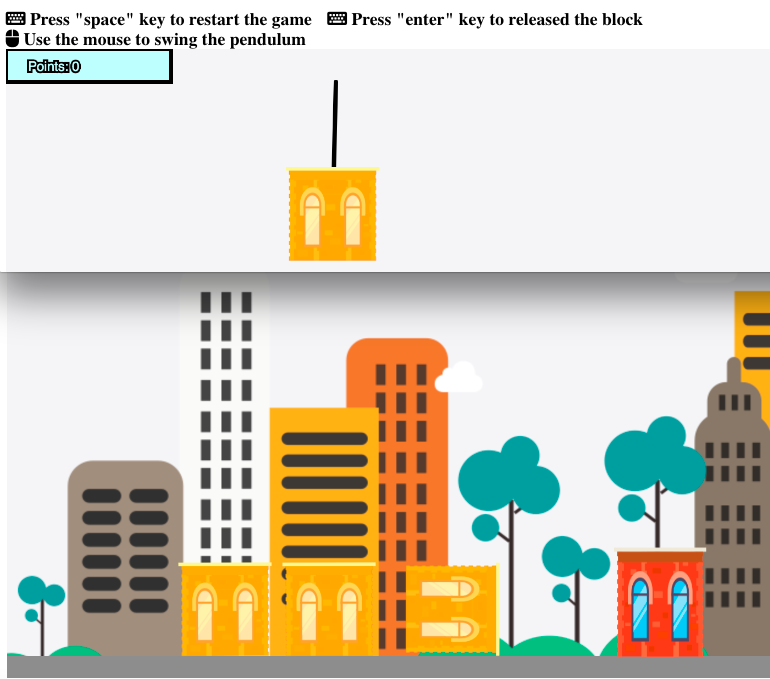 Press "space" key to restart the game Press "enter" key to released the block
Use the mouse to swing the pendulum
Points: 0